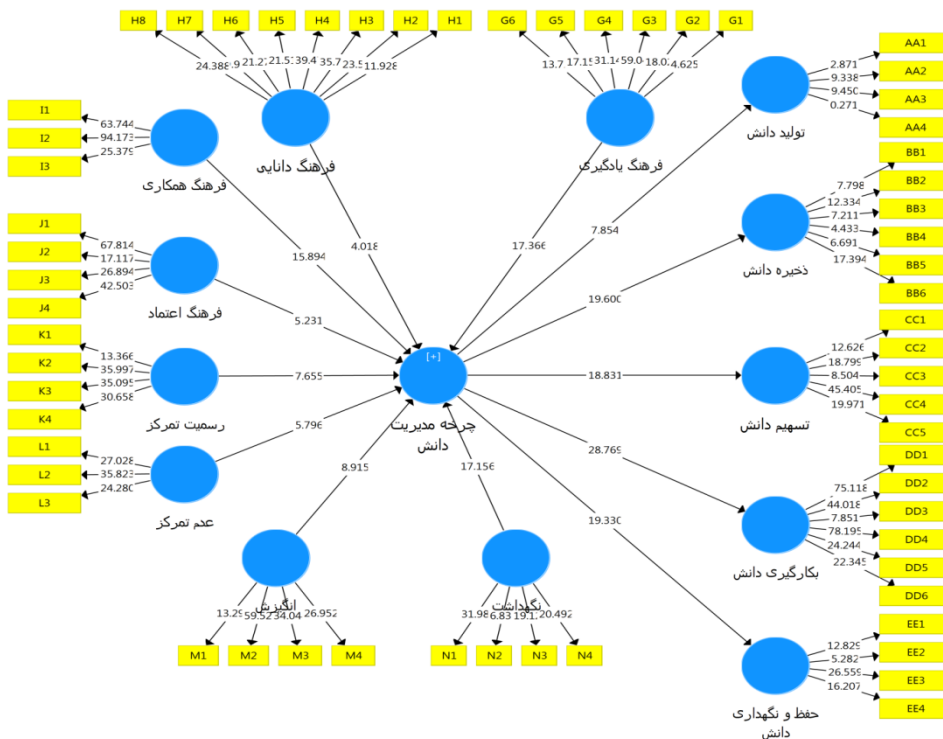 H8 H7 H6 H5 H4 H3 H2 H1
24.388 21.27 21.51 39.4 35.7 23.5 11.928
فرهنگ دانایی
4.018
G6 G5 G4 G3 G2 G1
13.7 17.15 31.14 59.0 18.0 4.625
فرهنگ یادگیری
17.366
I1
I2
I3
63.744
94.173
25.379
فرهنگ همکاری
15.894
J1
J2
J3
J4
67.814
17.117
26.894
42.503
فرهنگ اعتماد
5.231
K1
K2
K3
K4
13.366
35.997
35.095
30.658
رسمیت تمرکز
7.655
L1
L2
L3
27.028
35.823
24.280
عدم تمرکز
5.796
[+]
چرخه مدیریت
دانش
8.915
انگیزش
13.29 59.52 34.04 26.952
M1 M2 M3 M4
17.156
نگهداشت
31.98 6.83 19.1 20.492
N1 N2 N3 N4
7.854
تولید دانش
2.871
9.338
9.450
0.271
AA1
AA2
AA3
AA4
19.600
ذخیره دانش
7.798
12.334
7.211
4.433
6.691
17.394
BB1
BB2
BB3
BB4
BB5
BB6
18.831
تسهیم دانش
12.626
18.799
8.504
45.405
19.971
CC1
CC2
CC3
CC4
CC5
28.769
بکارگیری دانش
75.118
44.018
7.851
78.195
24.244
22.345
DD1
DD2
DD3
DD4
DD5
DD6
19.330
حفظ و نگهداری
دانش
12.829
5.282
26.559
16.207
EE1
EE2
EE3
EE4